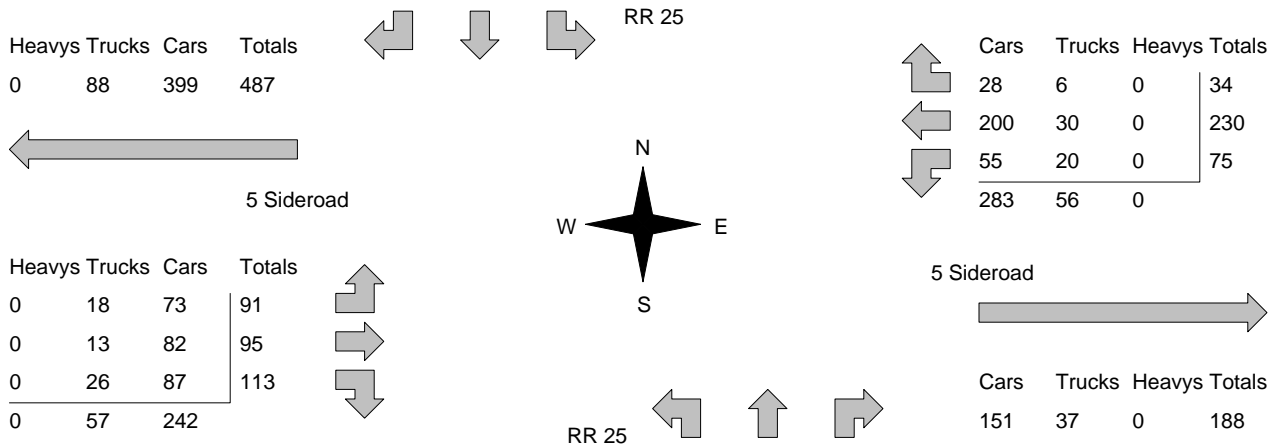 RR 25
Heavys Trucks Cars Totals
0 88 399 487
Cars Trucks Heavys Totals
28 6 0 34
200 30 0 230
55 20 0 75
283 56 0
5 Sideroad
N
W E
S
Heavys Trucks Cars Totals
0 18 73 91
0 13 82 95
0 26 87 113
0 57 242
5 Sideroad
Cars Trucks Heavys Totals
151 37 0 188
RR 25